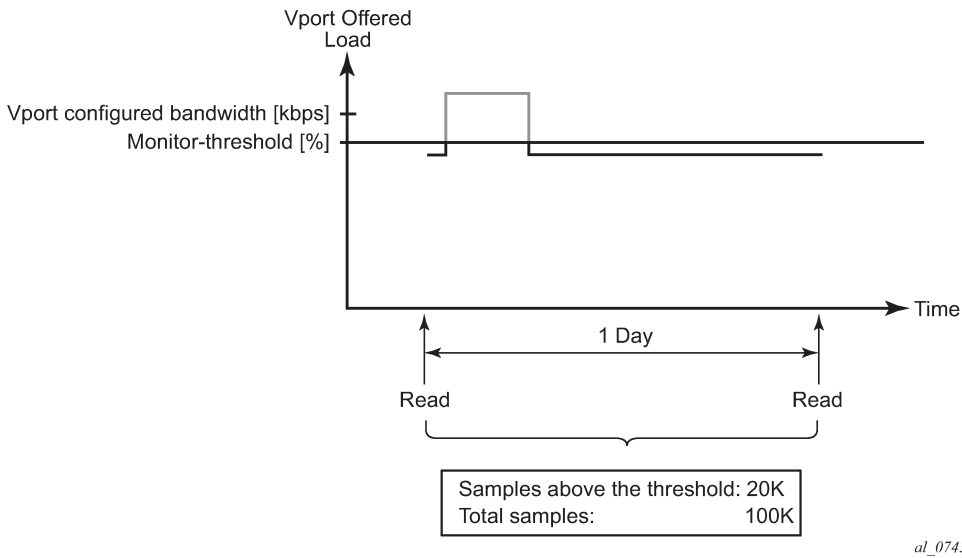 Vport Offered
Load
Vport configured bandwidth [kbps]
Monitor-threshold [%]
Time
1 Day
Read
Read
Samples above the threshold: 20K
Total samples: 100K
al_074